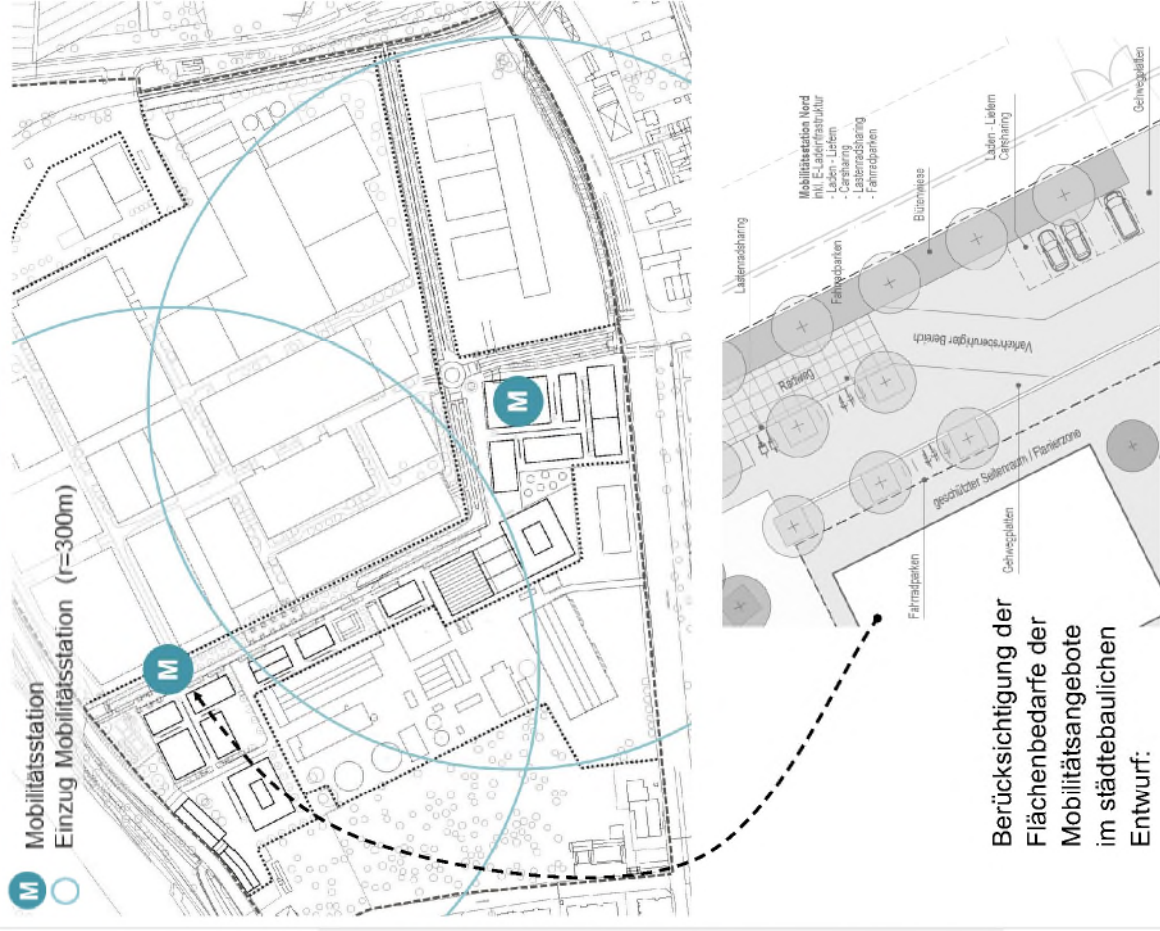 M Mobilitätsstation
Einzug Mobilitätsstation (r=300m)
M
M
Berücksichtigung der
Flächenbedarfe der
Mobilitätsangebote
im städtebaulichen
Entwurf:
Mobilitätsstation Nord
inkl. E-Ladeinfrastruktur
- Laden - Liefern
- Carsharing
- Lastenradsharing
- Fahrradparken
Lastenradsharing
Fahrradparken
Blütenwiese
Laden - Liefern
Carsharing
Gehwegplatten
Radweg
Verkehrsberuhigter Bereich
geschützter Seitenraum / Flanierzone
Fahrradparken
Gehwegplatten